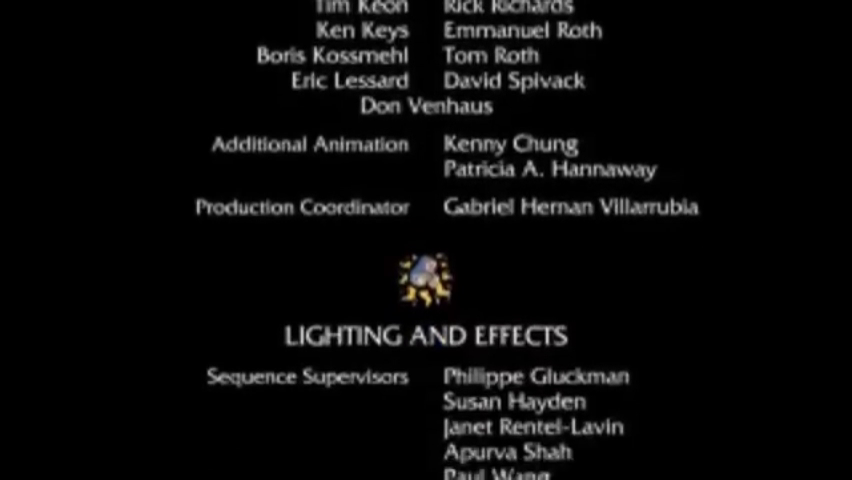 Tim Keon Rick Richards
Ken Keys Emmanuel Roth
Boris Kossmehl Tom Roth
Eric Lessard David Spivack
Don Venhaus
Additional Animation Kenny Chung
Patricia A. Hannaway
Production Coordinator Gabriel Hernan Villarrubia
LIGHTING AND EFFECTS
Sequence Supervisors Philippe Gluckman
Susan Hayden
Janet Rentel-Lavin
Apurva Shah
Paul Wang